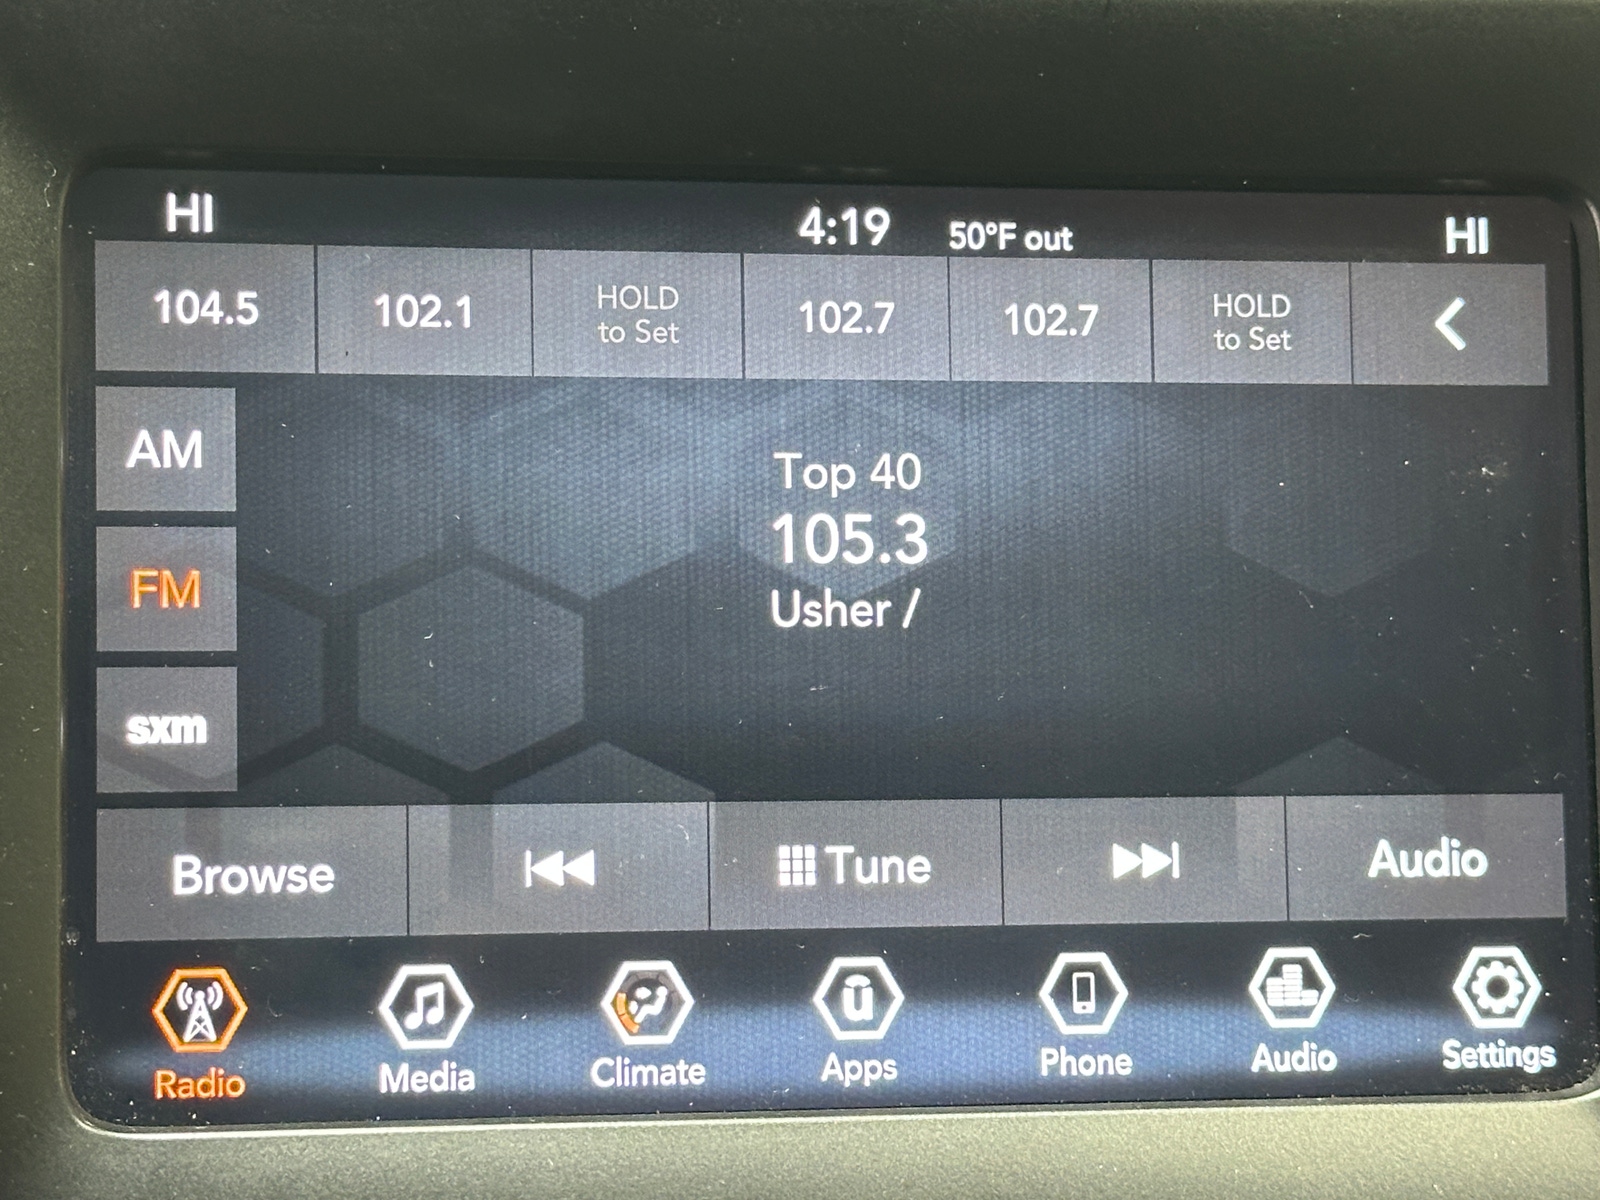 HI 4:19 50°F out HI
104.5 102.1 HOLD to Set 102.7 102.7 HOLD to Set
AM
Top 40
105.3
FM
Usher /
sxm
Browse Tune Audio
Radio Media Climate Apps Phone Audio Settings